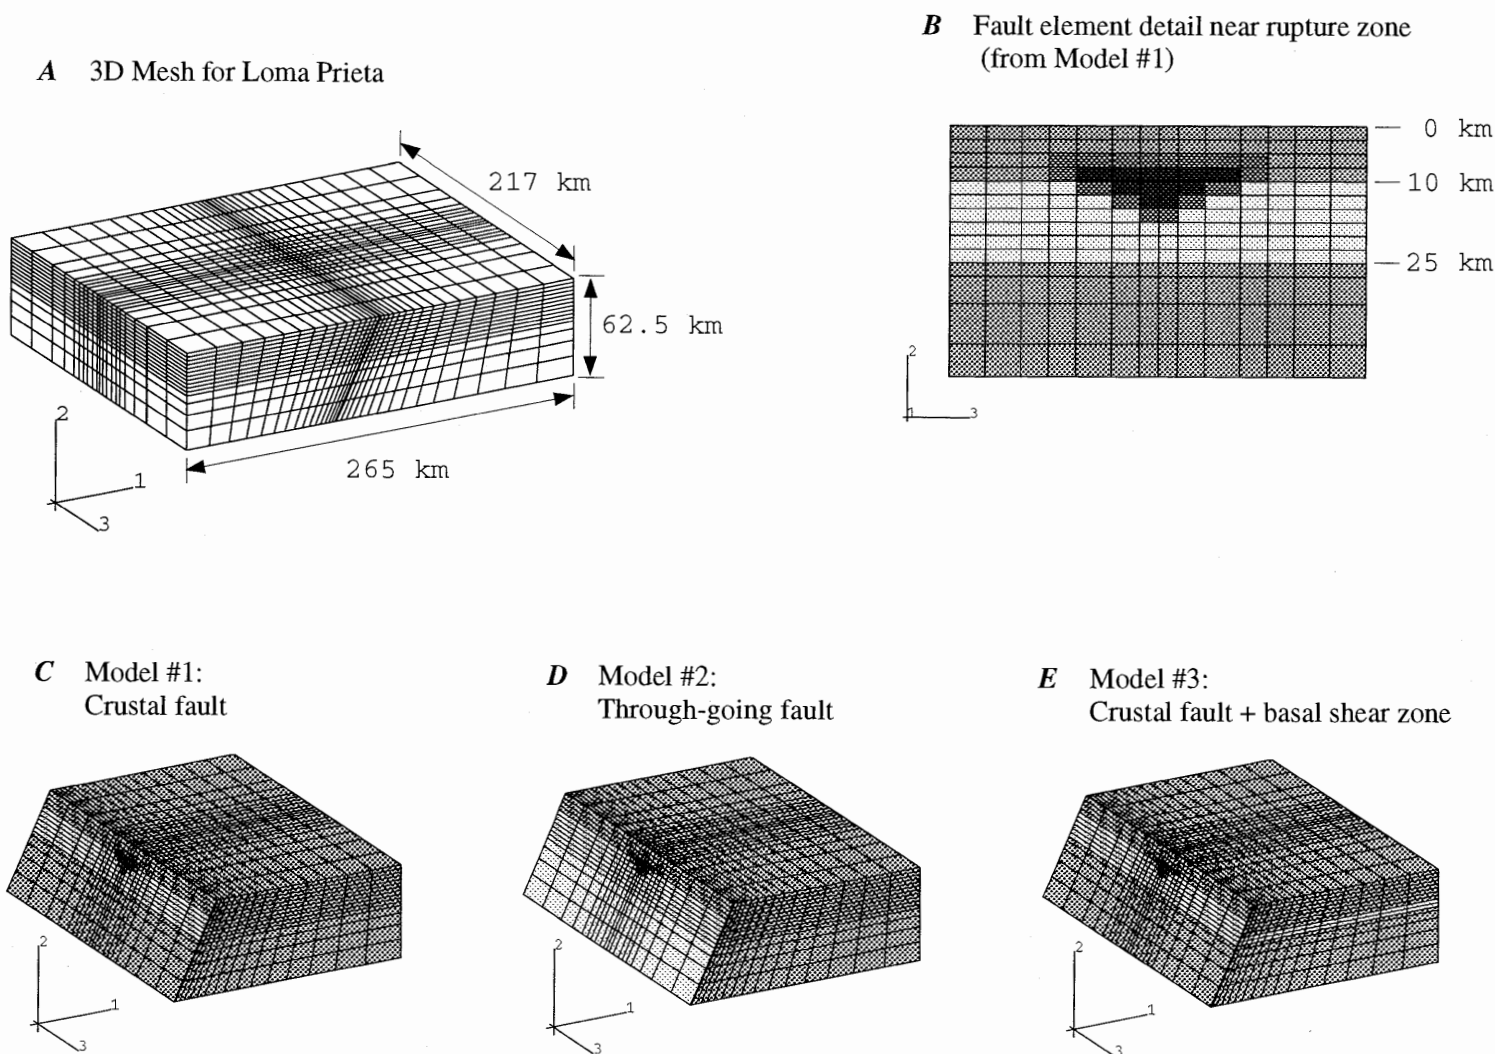 A 3D Mesh for Loma Prieta
217 km
62.5 km
265 km
2
1
3
B Fault element detail near rupture zone
(from Model #1)
0 km
10 km
25 km
2
1
3
C Model #1:
Crustal fault
2
1
3
D Model #2:
Through-going fault
2
1
3
E Model #3:
Crustal fault + basal shear zone
2
1
3